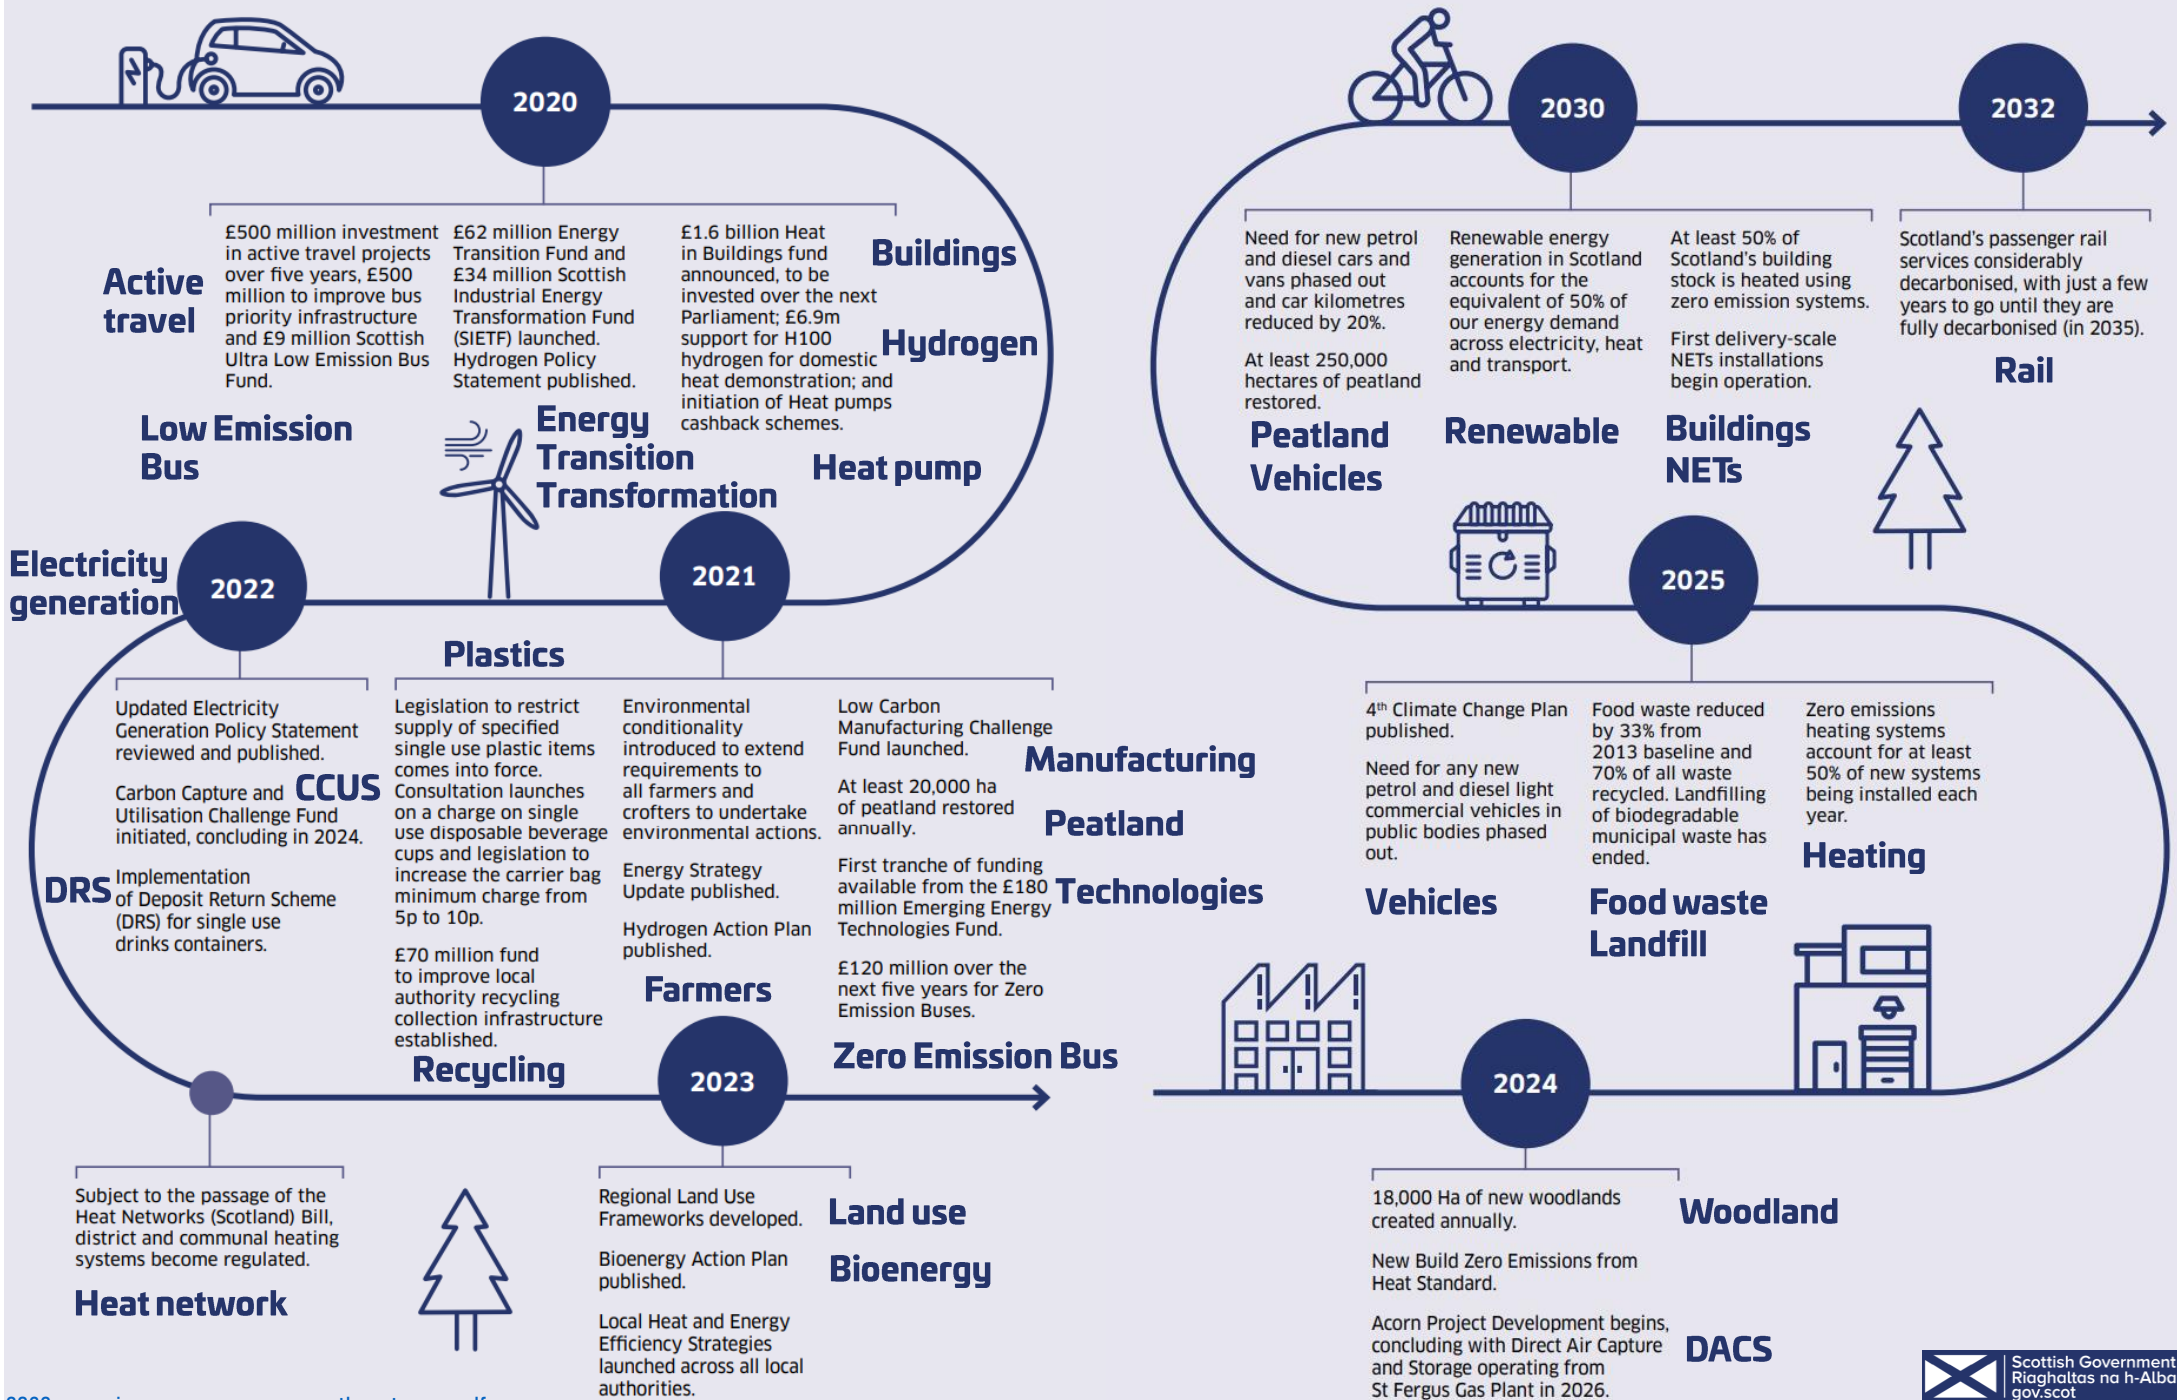 2020
£500 million investment
in active travel projects
over five years, £500
million to improve bus
priority infrastructure
and £9 million Scottish
Ultra Low Emission Bus
Fund.
Active
travel
Low Emission
Bus
£62 million Energy
Transition Fund and
£34 million Scottish
Industrial Energy
Transformation Fund
(SIETF) launched.
Hydrogen Policy
Statement published.
Energy
Transition
Transformation
£1.6 billion Heat
in Buildings fund
announced, to be
invested over the next
Parliament; £6.9m
support for H100
hydrogen for domestic
heat demonstration; and
initiation of Heat pumps
cashback schemes.
Buildings
Hydrogen
Heat pump
2021
Plastics
Legislation to restrict
supply of specified
single use plastic items
comes into force.
Consultation launches
on a charge on single
use disposable beverage
cups and legislation to
increase the carrier bag
minimum charge from
5p to 10p.
£70 million fund
to improve local
authority recycling
collection infrastructure
established.
Recycling
Environmental
conditionality
introduced to extend
requirements to
all farmers and
crofters to undertake
environmental actions.
Energy Strategy
Update published.
Hydrogen Action Plan
published.
Farmers
Low Carbon
Manufacturing Challenge
Fund launched.
At least 20,000 ha
of peatland restored
annually.
First tranche of funding
available from the £180
million Emerging Energy
Technologies Fund.
£120 million over the
next five years for Zero
Emission Buses.
Manufacturing
Peatland
Technologies
Zero Emission Bus
2022
Electricity
generation
Updated Electricity
Generation Policy Statement
reviewed and published.
Carbon Capture and
Utilisation Challenge Fund
initiated, concluding in 2024.
CCUS
Implementation
of Deposit Return Scheme
(DRS) for single use
drinks containers.
DRS
Subject to the passage of the
Heat Networks (Scotland) Bill,
district and communal heating
systems become regulated.
Heat network
2023
Regional Land Use
Frameworks developed.
Bioenergy Action Plan
published.
Local Heat and Energy
Efficiency Strategies
launched across all local
authorities.
Land use
Bioenergy
2024
18,000 Ha of new woodlands
created annually.
New Build Zero Emissions from
Heat Standard.
Acorn Project Development begins,
concluding with Direct Air Capture
and Storage operating from
St Fergus Gas Plant in 2026.
Woodland
DACS
2025
4th Climate Change Plan
published.
Need for any new
petrol and diesel light
commercial vehicles in
public bodies phased
out.
Vehicles
Food waste reduced
by 33% from
2013 baseline and
70% of all waste
recycled. Landfilling
of biodegradable
municipal waste has
ended.
Food waste
Landfill
Zero emissions
heating systems
account for at least
50% of new systems
being installed each
year.
Heating
2030
Need for new petrol
and diesel cars and
vans phased out
and car kilometres
reduced by 20%.
At least 250,000
hectares of peatland
restored.
Peatland
Vehicles
Renewable energy
generation in Scotland
accounts for the
equivalent of 50% of
our energy demand
across electricity, heat
and transport.
Renewable
At least 50% of
Scotland's building
stock is heated using
zero emission systems.
First delivery-scale
NETs installations
begin operation.
Buildings
NETs
2032
Scotland's passenger rail
services considerably
decarbonised, with just a few
years to go until they are
fully decarbonised (in 2035).
Rail
Scottish Government
Riaghaltas na h-Alba
gov.scot